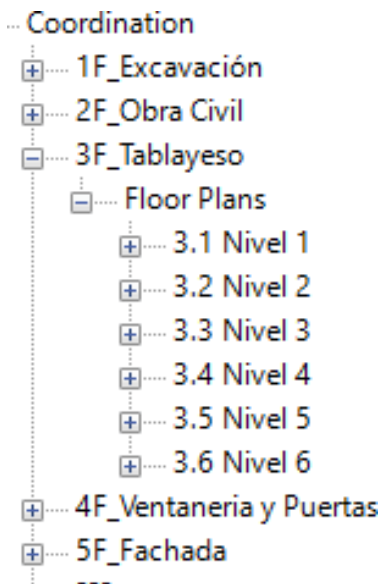 Coordination
1F_Excavación
2F_Obra Civil
3F_Tablayeso
Floor Plans
3.1 Nivel 1
3.2 Nivel 2
3.3 Nivel 3
3.4 Nivel 4
3.5 Nivel 5
3.6 Nivel 6
4F_Ventaneria y Puertas
5F_Fachada